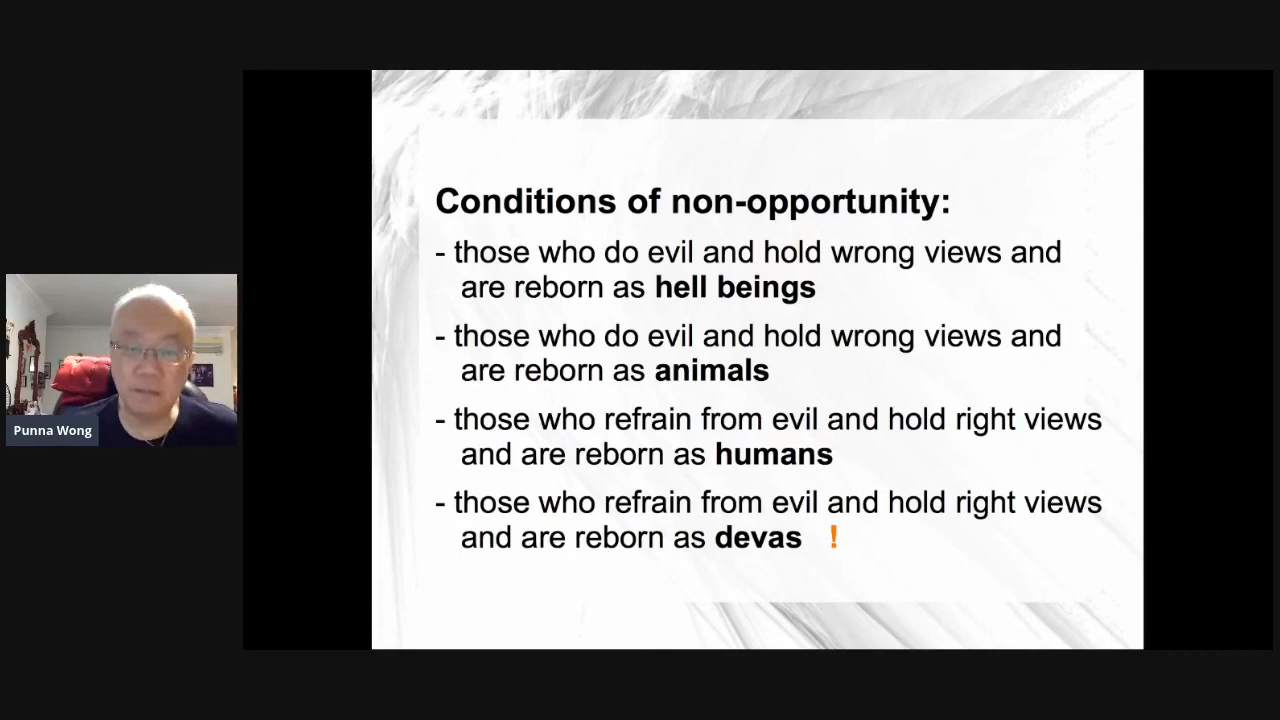 Conditions of non-opportunity:
- those who do evil and hold wrong views and
are reborn as hell beings
- those who do evil and hold wrong views and
are reborn as animals
- those who refrain from evil and hold right views
and are reborn as humans
- those who refrain from evil and hold right views
and are reborn as devas !
Punna Wong